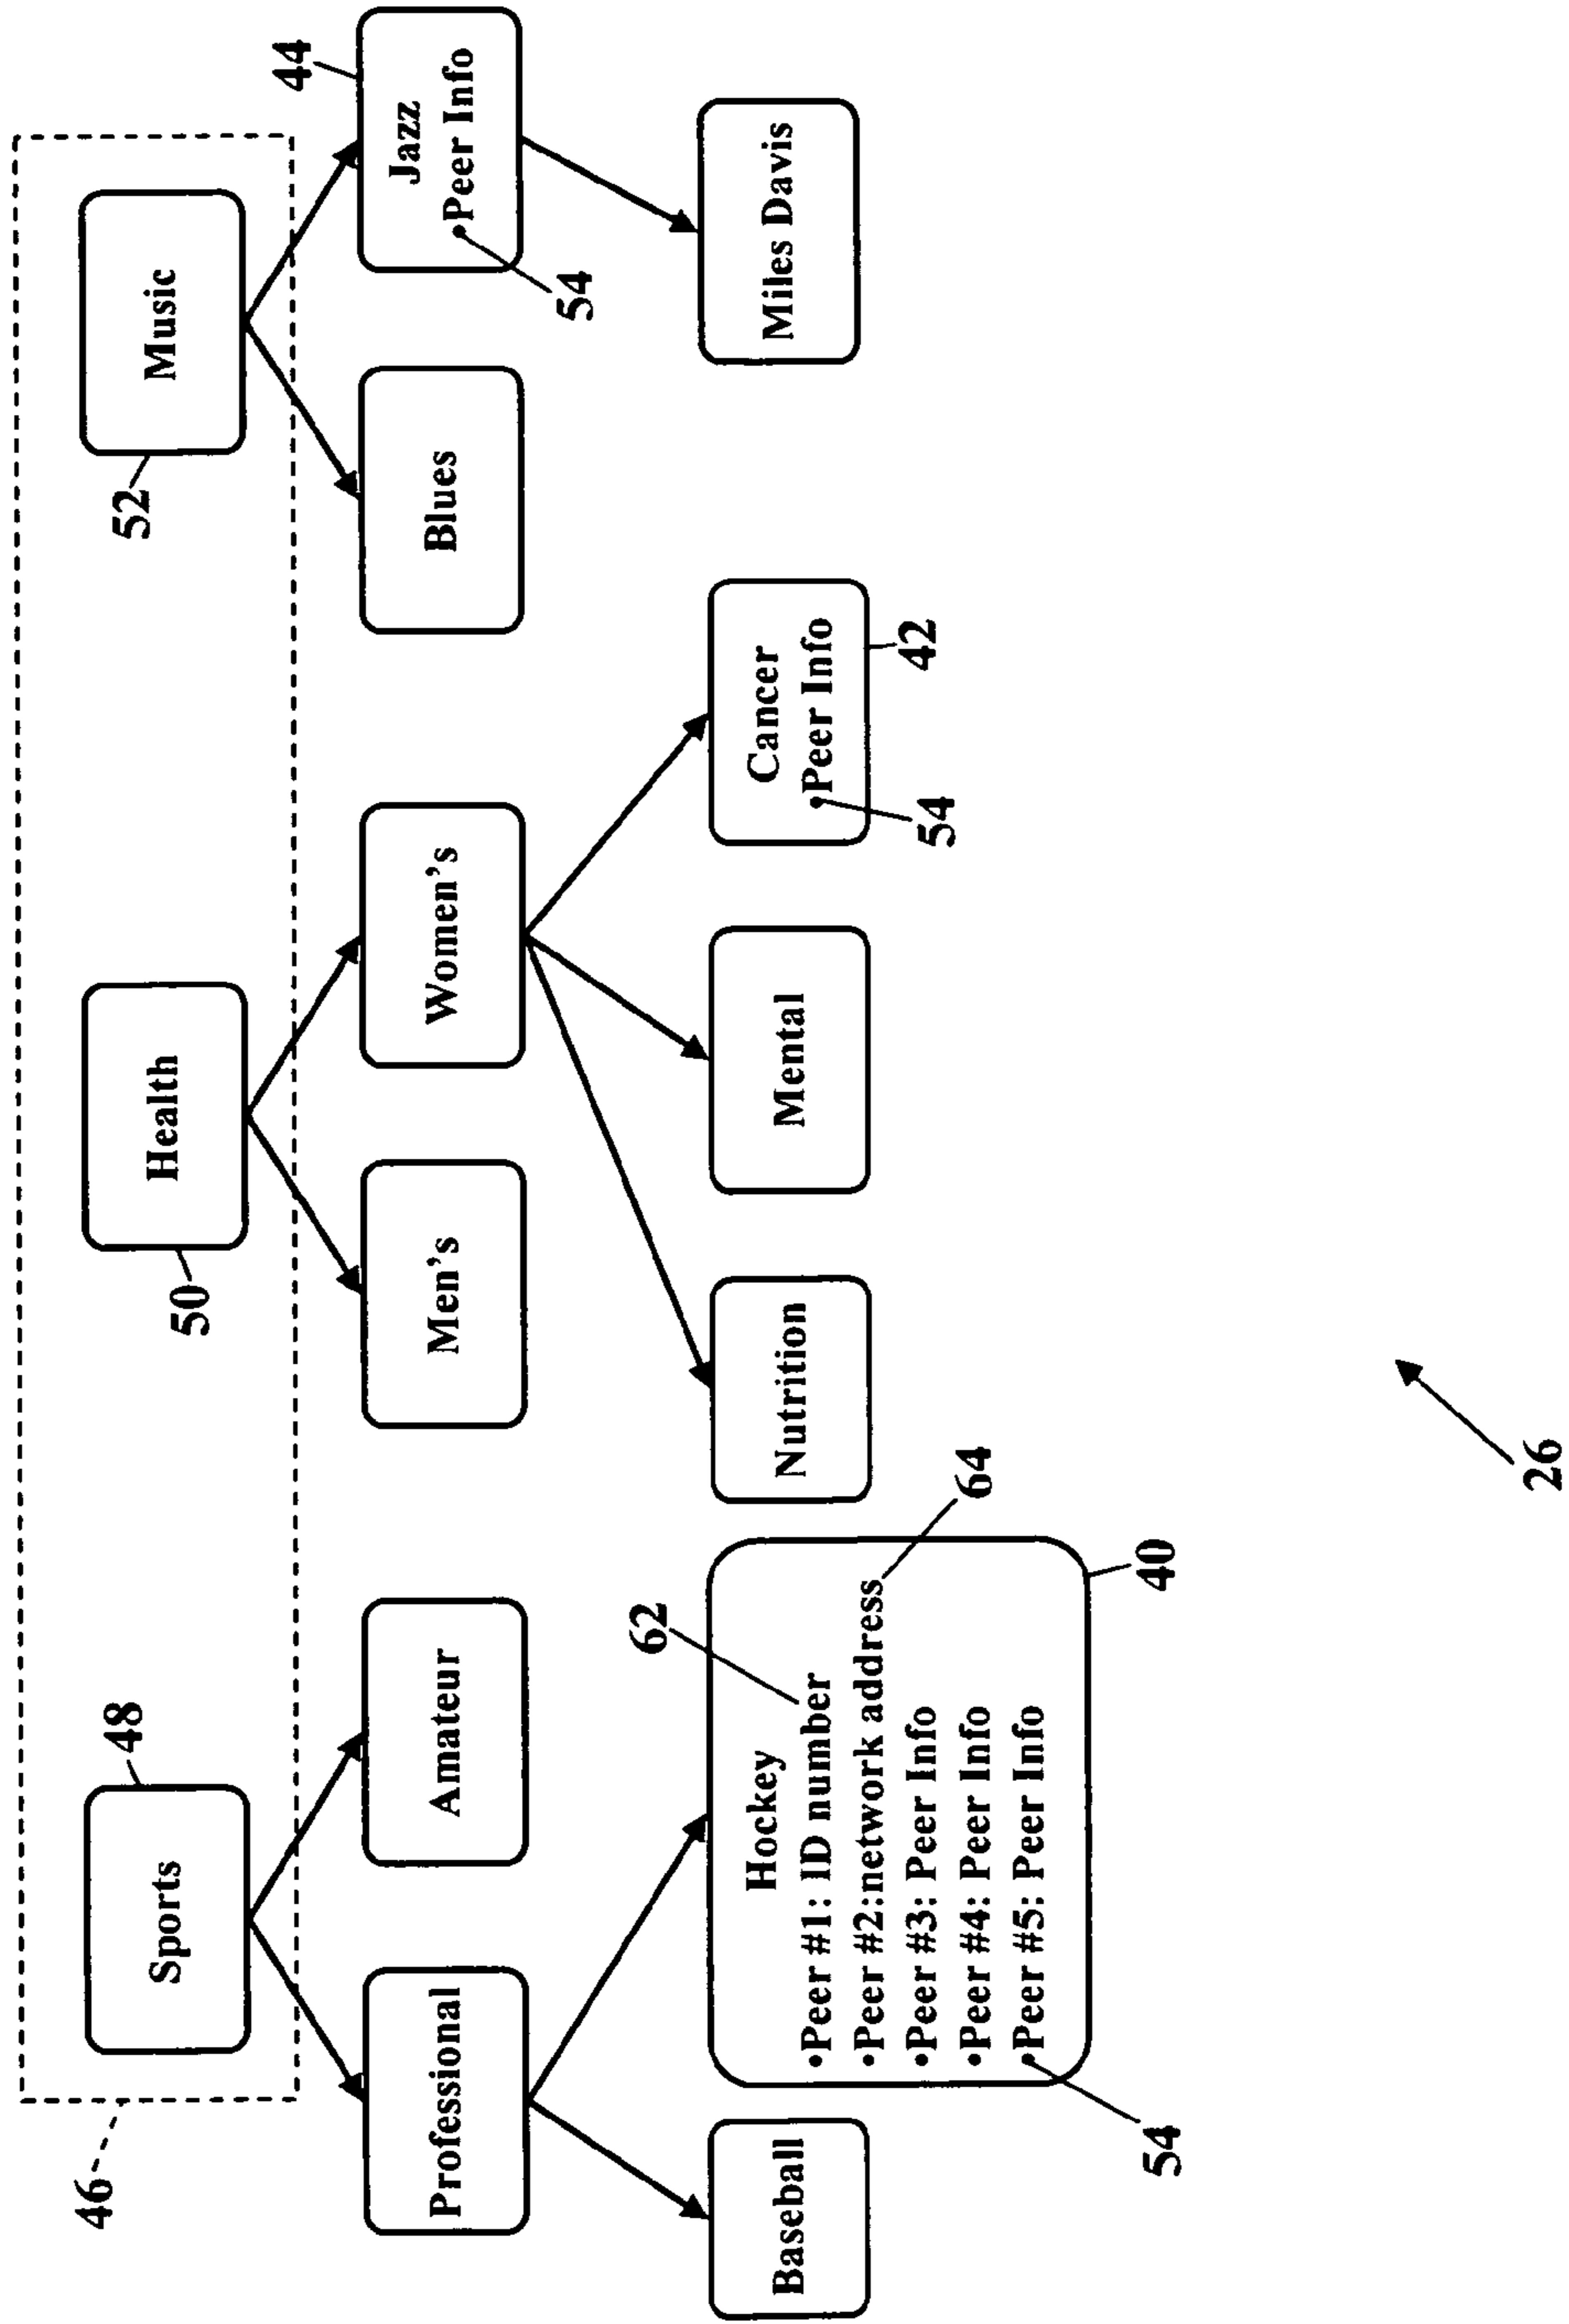 46
Sports
48
50
Health
52
Music
Professional
Amateur
Men's
Women's
Blues
Jazz
•Peer Info
44
54
Baseball
Hockey
•Peer #1: ID number
•Peer #2:network address
•Peer #3: Peer Info
•Peer #4: Peer Info
•Peer #5: Peer Info
62
64
40
54
Nutrition
Mental
Cancer
•Peer Info
42
54
Miles Davis
26